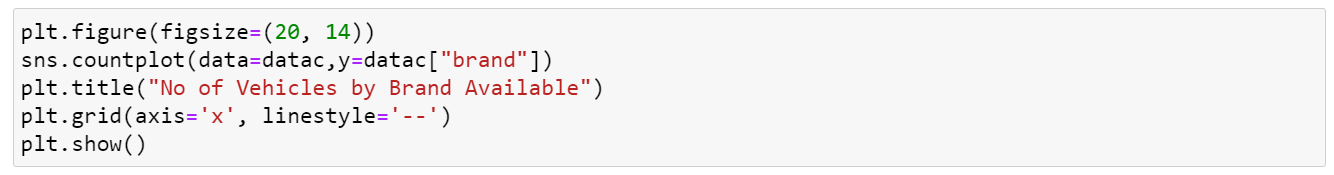 plt.figure(figsize=(20, 14))
sns.countplot(data=datac,y=datac["brand"])
plt.title("No of Vehicles by Brand Available")
plt.grid(axis='x', linestyle='--')
plt.show()